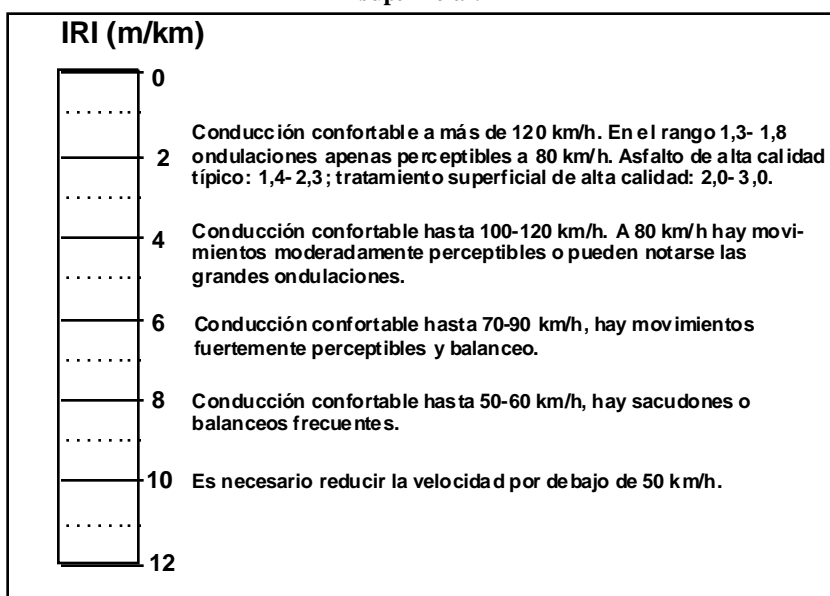 IRI (m/km)
0
2
Conducción confortable a más de 120 km/h. En el rango 1,3- 1,8
ondulaciones apenas perceptibles a 80 km/h. Asfalto de alta calidad
típico: 1,4- 2,3; tratamiento superficial de alta calidad: 2,0- 3,0.
4
Conducción confortable hasta 100-120 km/h. A 80 km/h hay movi-
mientos moderadamente perceptibles o pueden notarse las
grandes ondulaciones.
6
Conducción confortable hasta 70-90 km/h, hay movimientos
fuertemente perceptibles y balanceo.
8
Conducción confortable hasta 50-60 km/h, hay sacudones o
balanceos frecuentes.
10
Es necesario reducir la velocidad por debajo de 50 km/h.
12